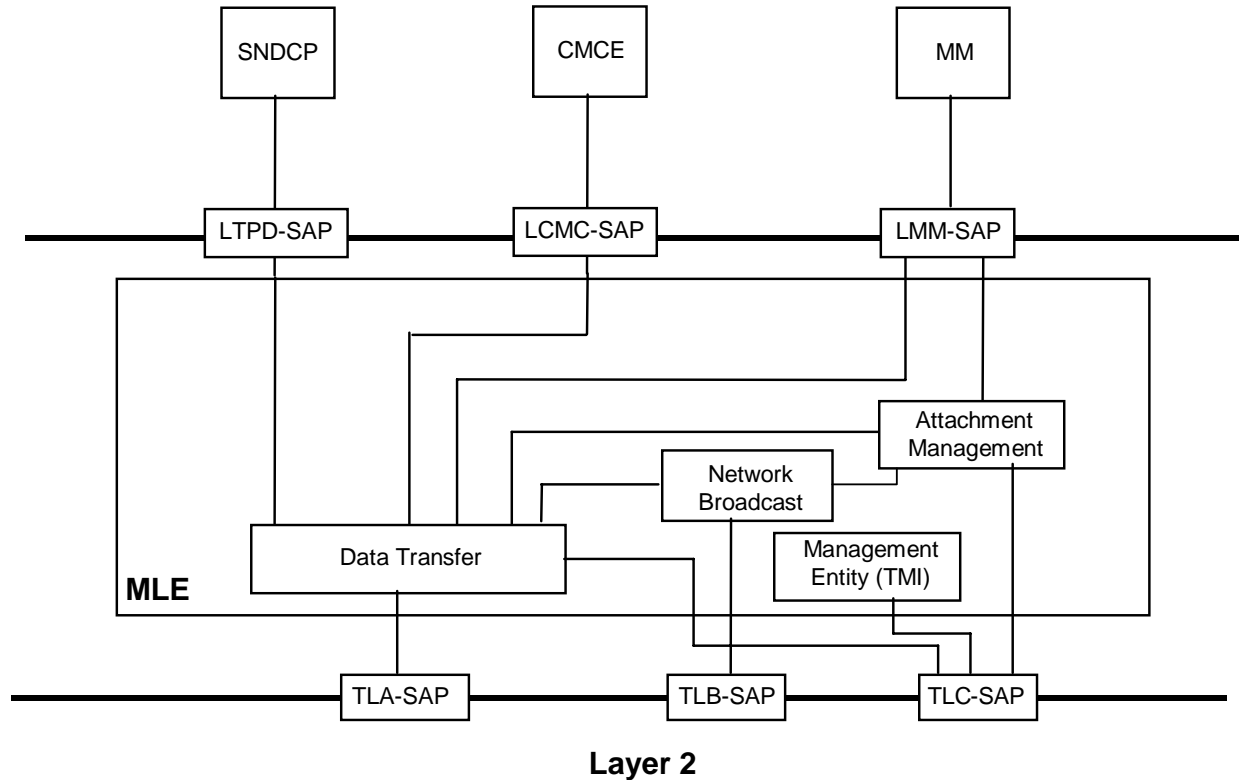 SNDCP
CMCE
MM
LTPD-SAP
LCMC-SAP
LMM-SAP
Attachment
Management
Network
Broadcast
Data Transfer
Management
Entity (TMI)
MLE
TLA-SAP
TLB-SAP
TLC-SAP
Layer 2